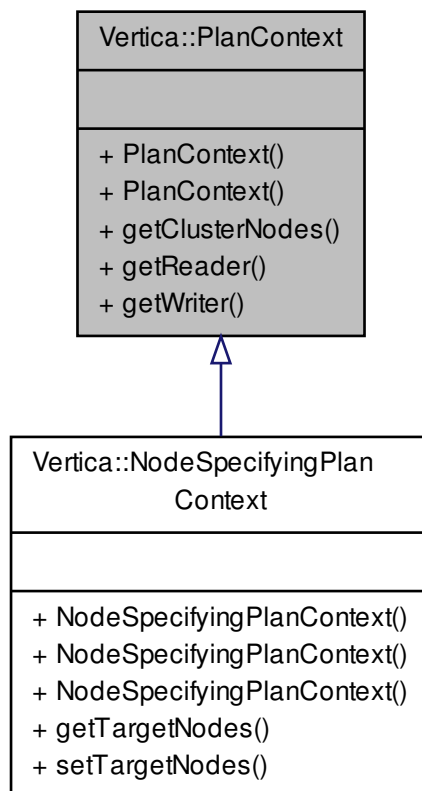 Vertica::PlanContext
+ PlanContext()
+ PlanContext()
+ getClusterNodes()
+ getReader()
+ getWriter()
Vertica::NodeSpecifyingPlan
Context
+ NodeSpecifyingPlanContext()
+ NodeSpecifyingPlanContext()
+ NodeSpecifyingPlanContext()
+ getTargetNodes()
+ setTargetNodes()